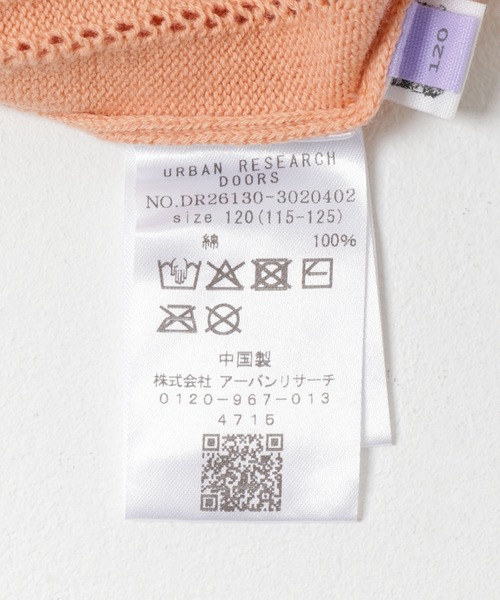 120
URBAN RESEARCH
DOORS
NO.DR26130-3020402
size 120(115-125)
綿 100%
中国製
株式会社 アーバンリサーチ
0120-967-013
4715